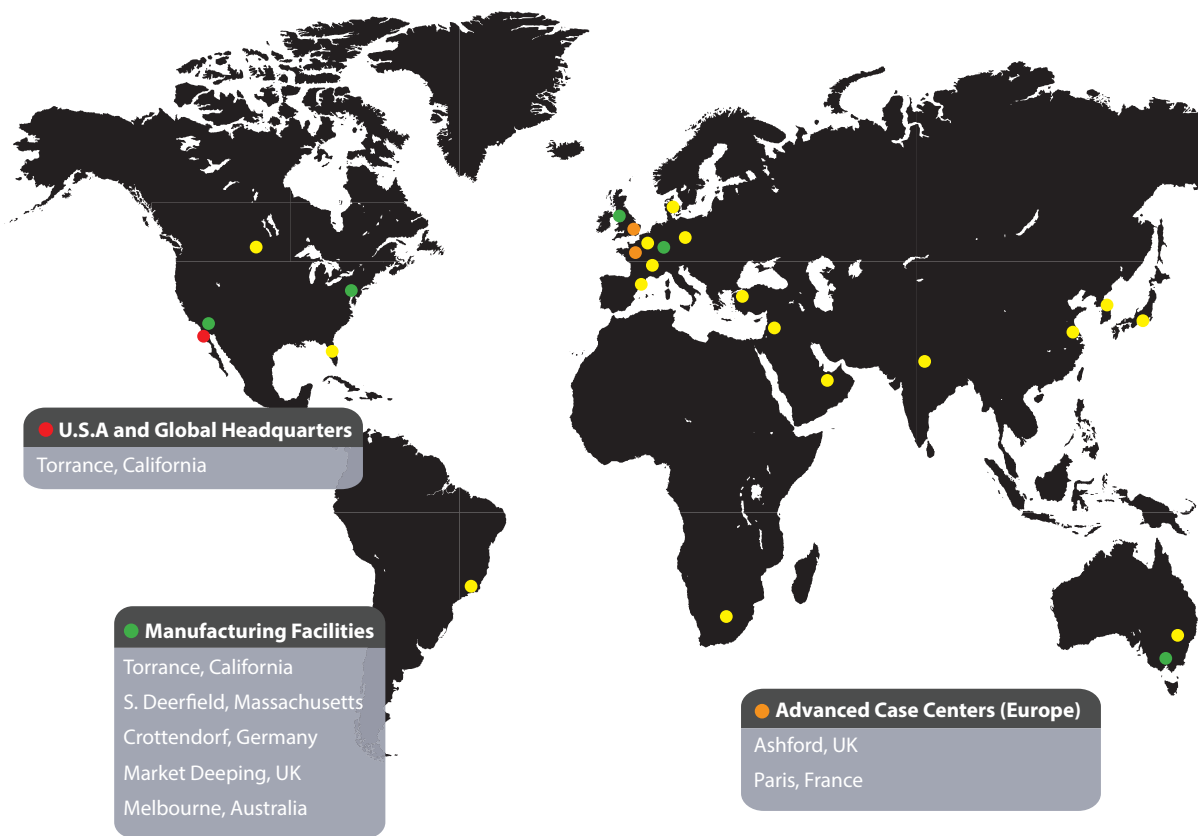 U.S.A and Global Headquarters
Torrance, California
Manufacturing Facilities
Torrance, California
S. Deerfield, Massachusetts
Crottendorf, Germany
Market Deeping, UK
Melbourne, Australia
Advanced Case Centers (Europe)
Ashford, UK
Paris, France